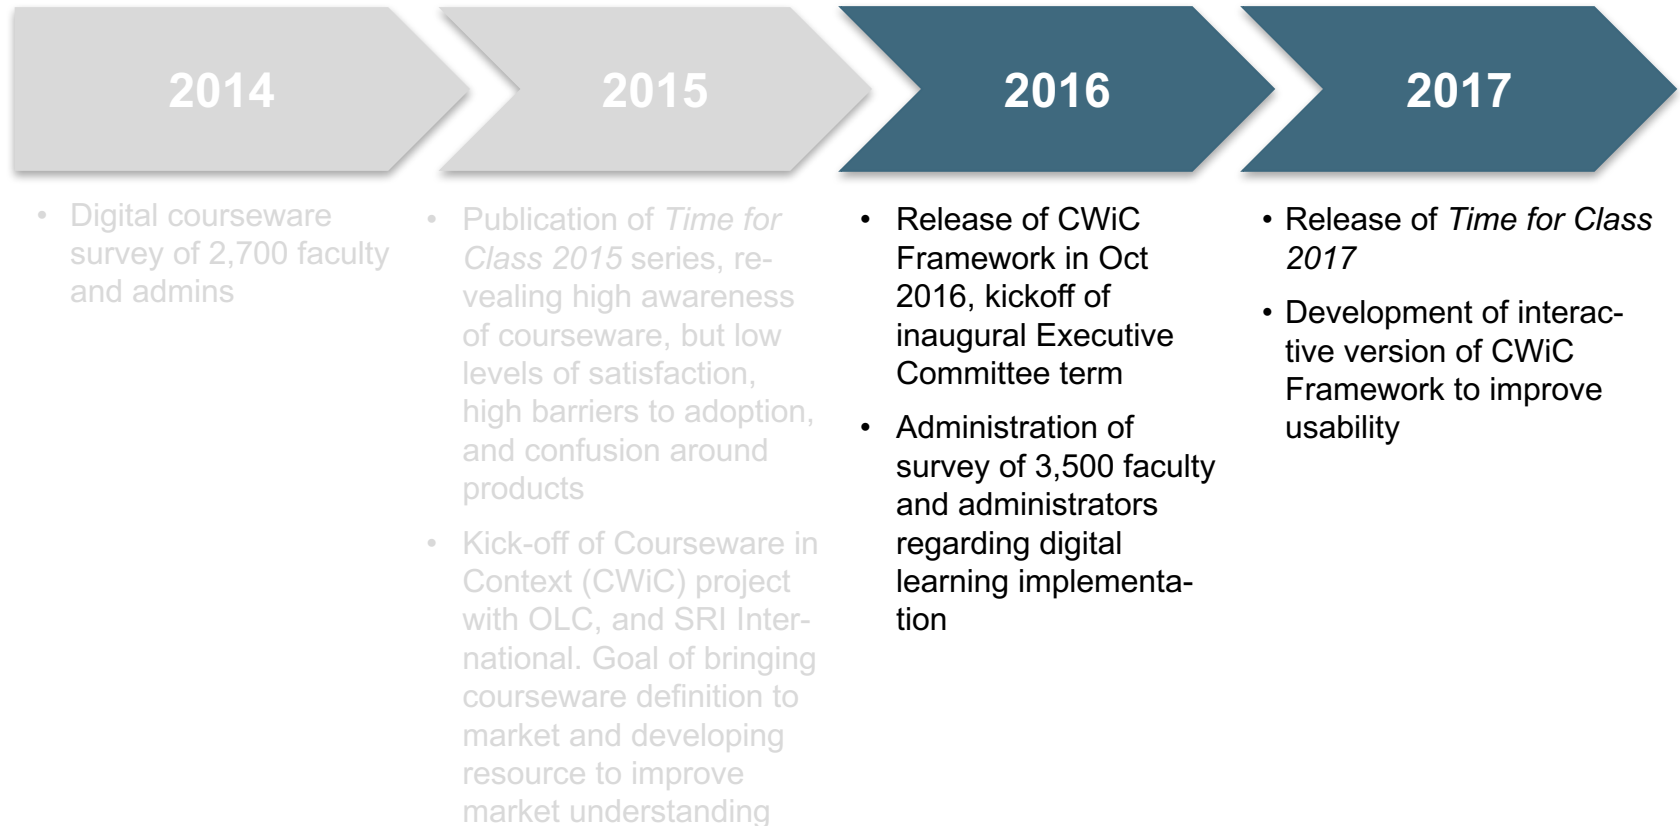 2014
2015
2016
2017
• Digital courseware
survey of 2,700 faculty
and admins
• Publication of Time for
Class 2015 series, re-
vealing high awareness
of courseware, but low
levels of satisfaction,
high barriers to adoption,
and confusion around
products
• Kick-off of Courseware in
Context (CWiC) project
with OLC, and SRI Inter-
national. Goal of bringing
courseware definition to
market and developing
resource to improve
market understanding
• Release of CWiC
Framework in Oct
2016, kickoff of
inaugural Executive
Committee term
• Administration of
survey of 3,500 faculty
and administrators
regarding digital
learning implementa-
tion
• Release of Time for Class
2017
• Development of interac-
tive version of CWiC
Framework to improve
usability